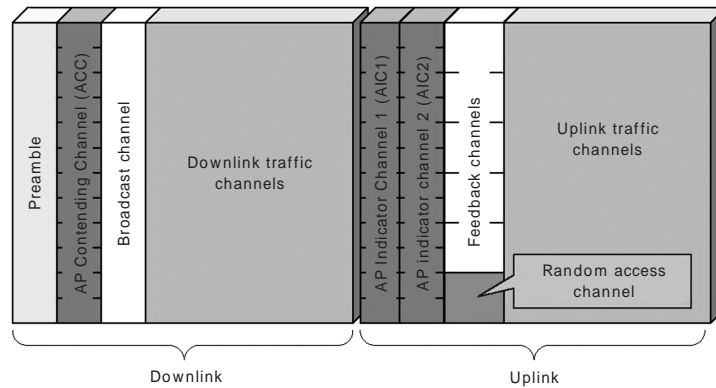 Preamble
AP Contending Channel (ACC)
Broadcast channel
Downlink traffic
channels
AP Indicator Channel 1 (AIC1)
AP indicator channel 2 (AIC2)
Feedback channels
Uplink traffic
channels
Random access
channel
Downlink
Uplink